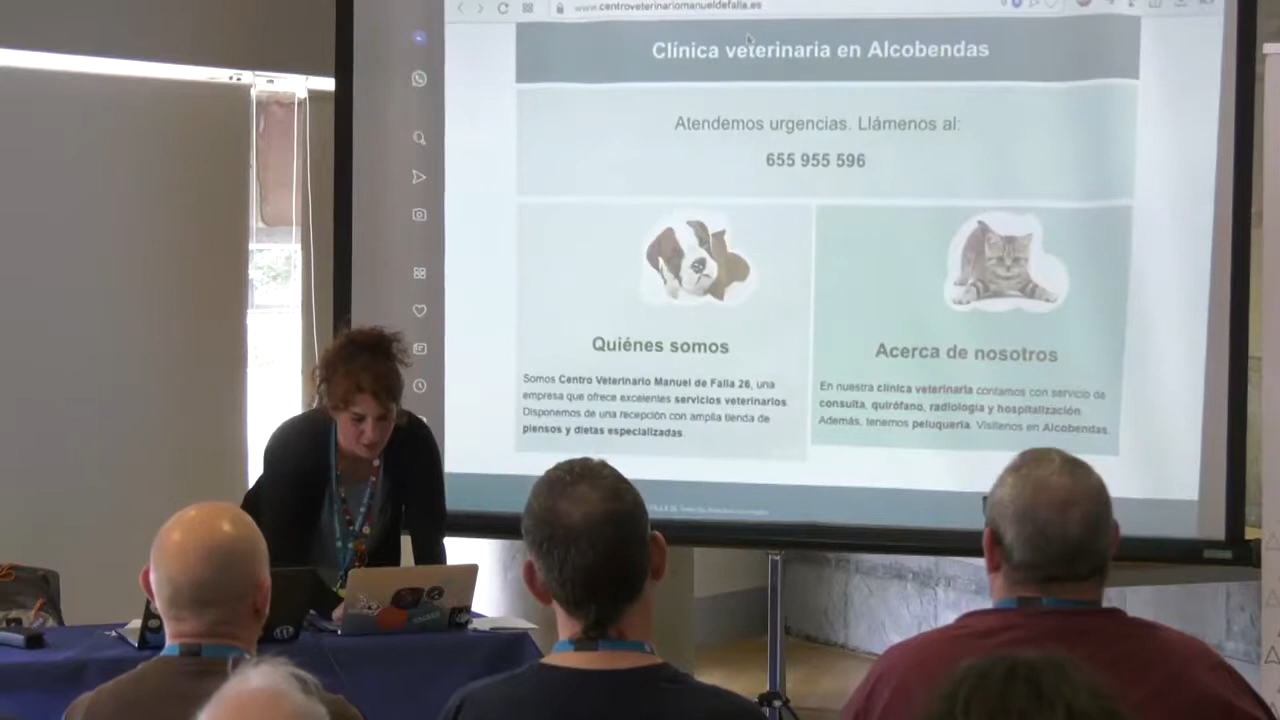 www.centroveterinariomanueldefalla.es
Clínica veterinaria en Alcobendas
Atendemos urgencias. Llámenos al:
655 955 596
Quiénes somos
Somos Centro Veterinario Manuel de Falla 26, una
empresa que ofrece excelentes servicios veterinarios.
Disponemos de una recepción con amplia tienda de
piensos y dietas especializadas.
Acerca de nosotros
En nuestra clínica veterinaria contamos con servicio de
consulta, quirófano, radiología y hospitalización.
Además, tenemos peluquería. Visítenos en Alcobendas.